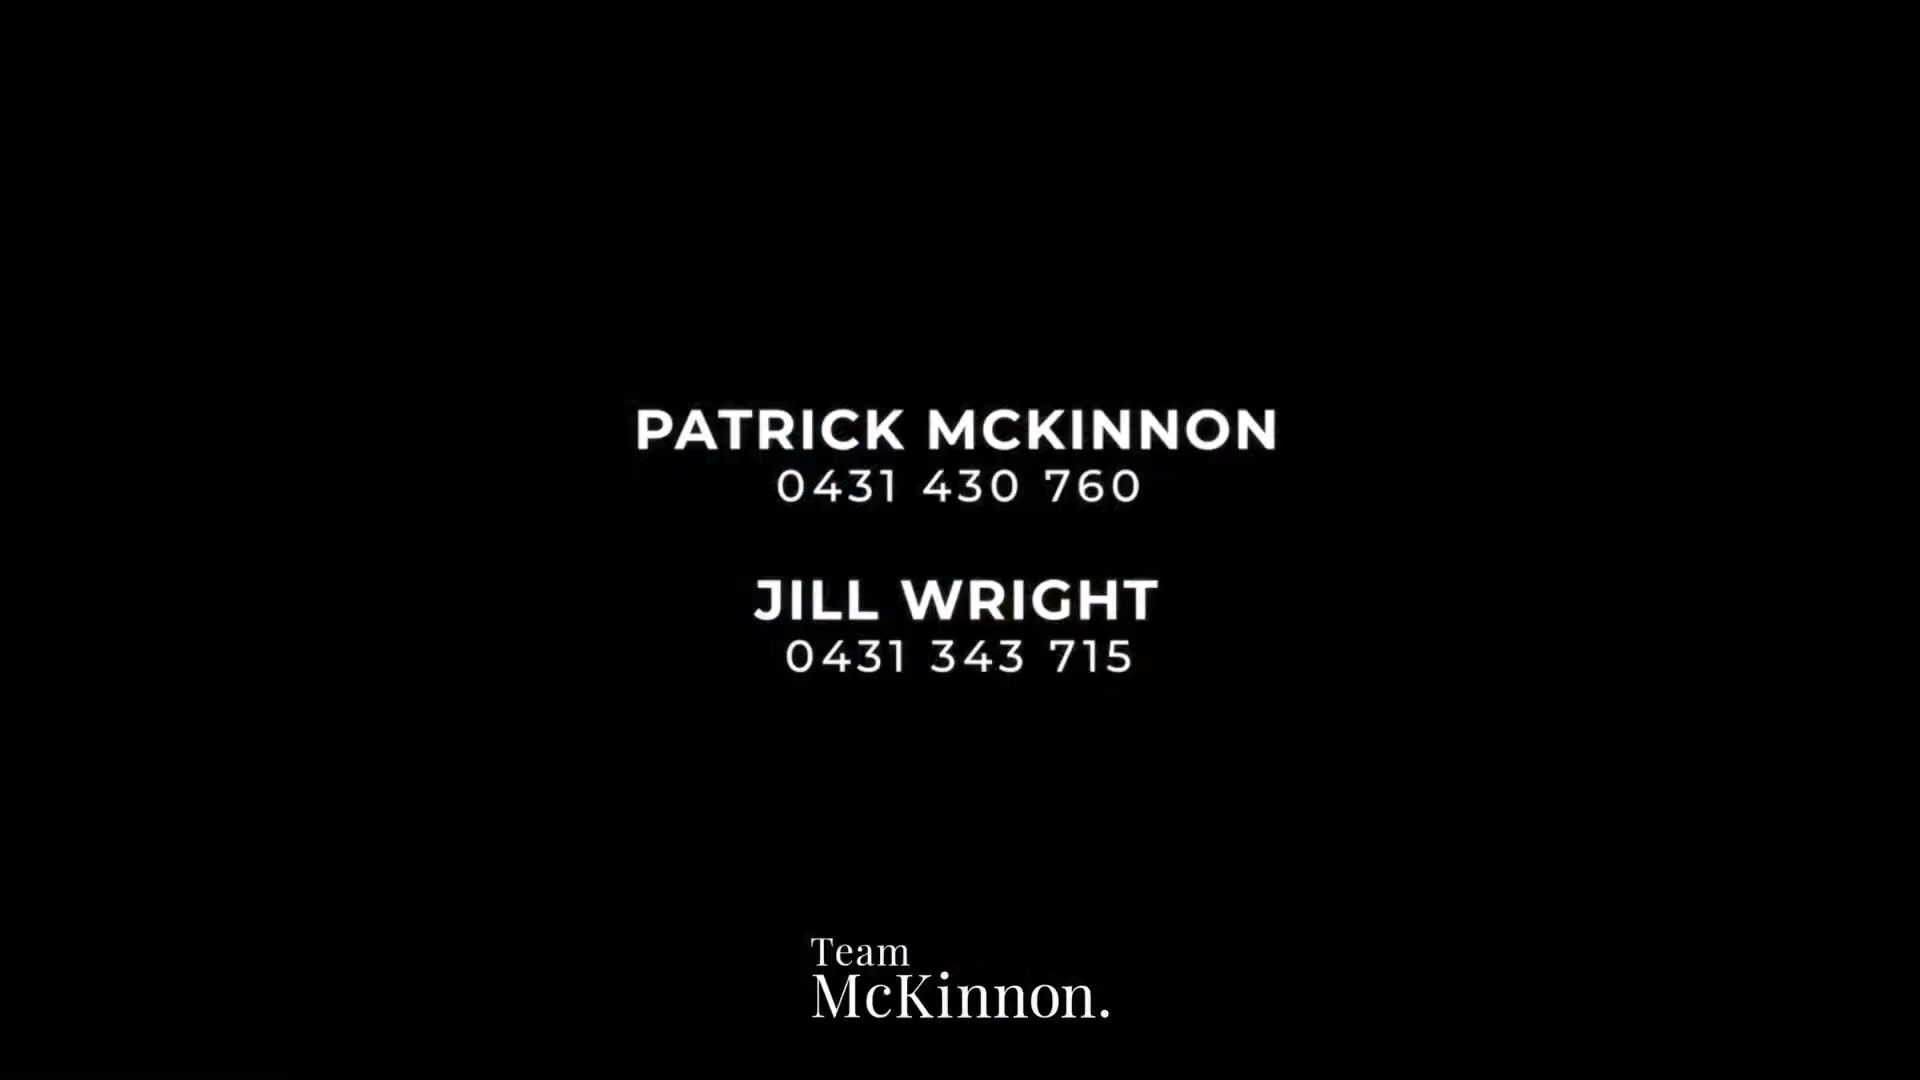 PATRICK MCKINNON
0431 430 760
JILL WRIGHT
0431 343 715
Team
McKinnon.